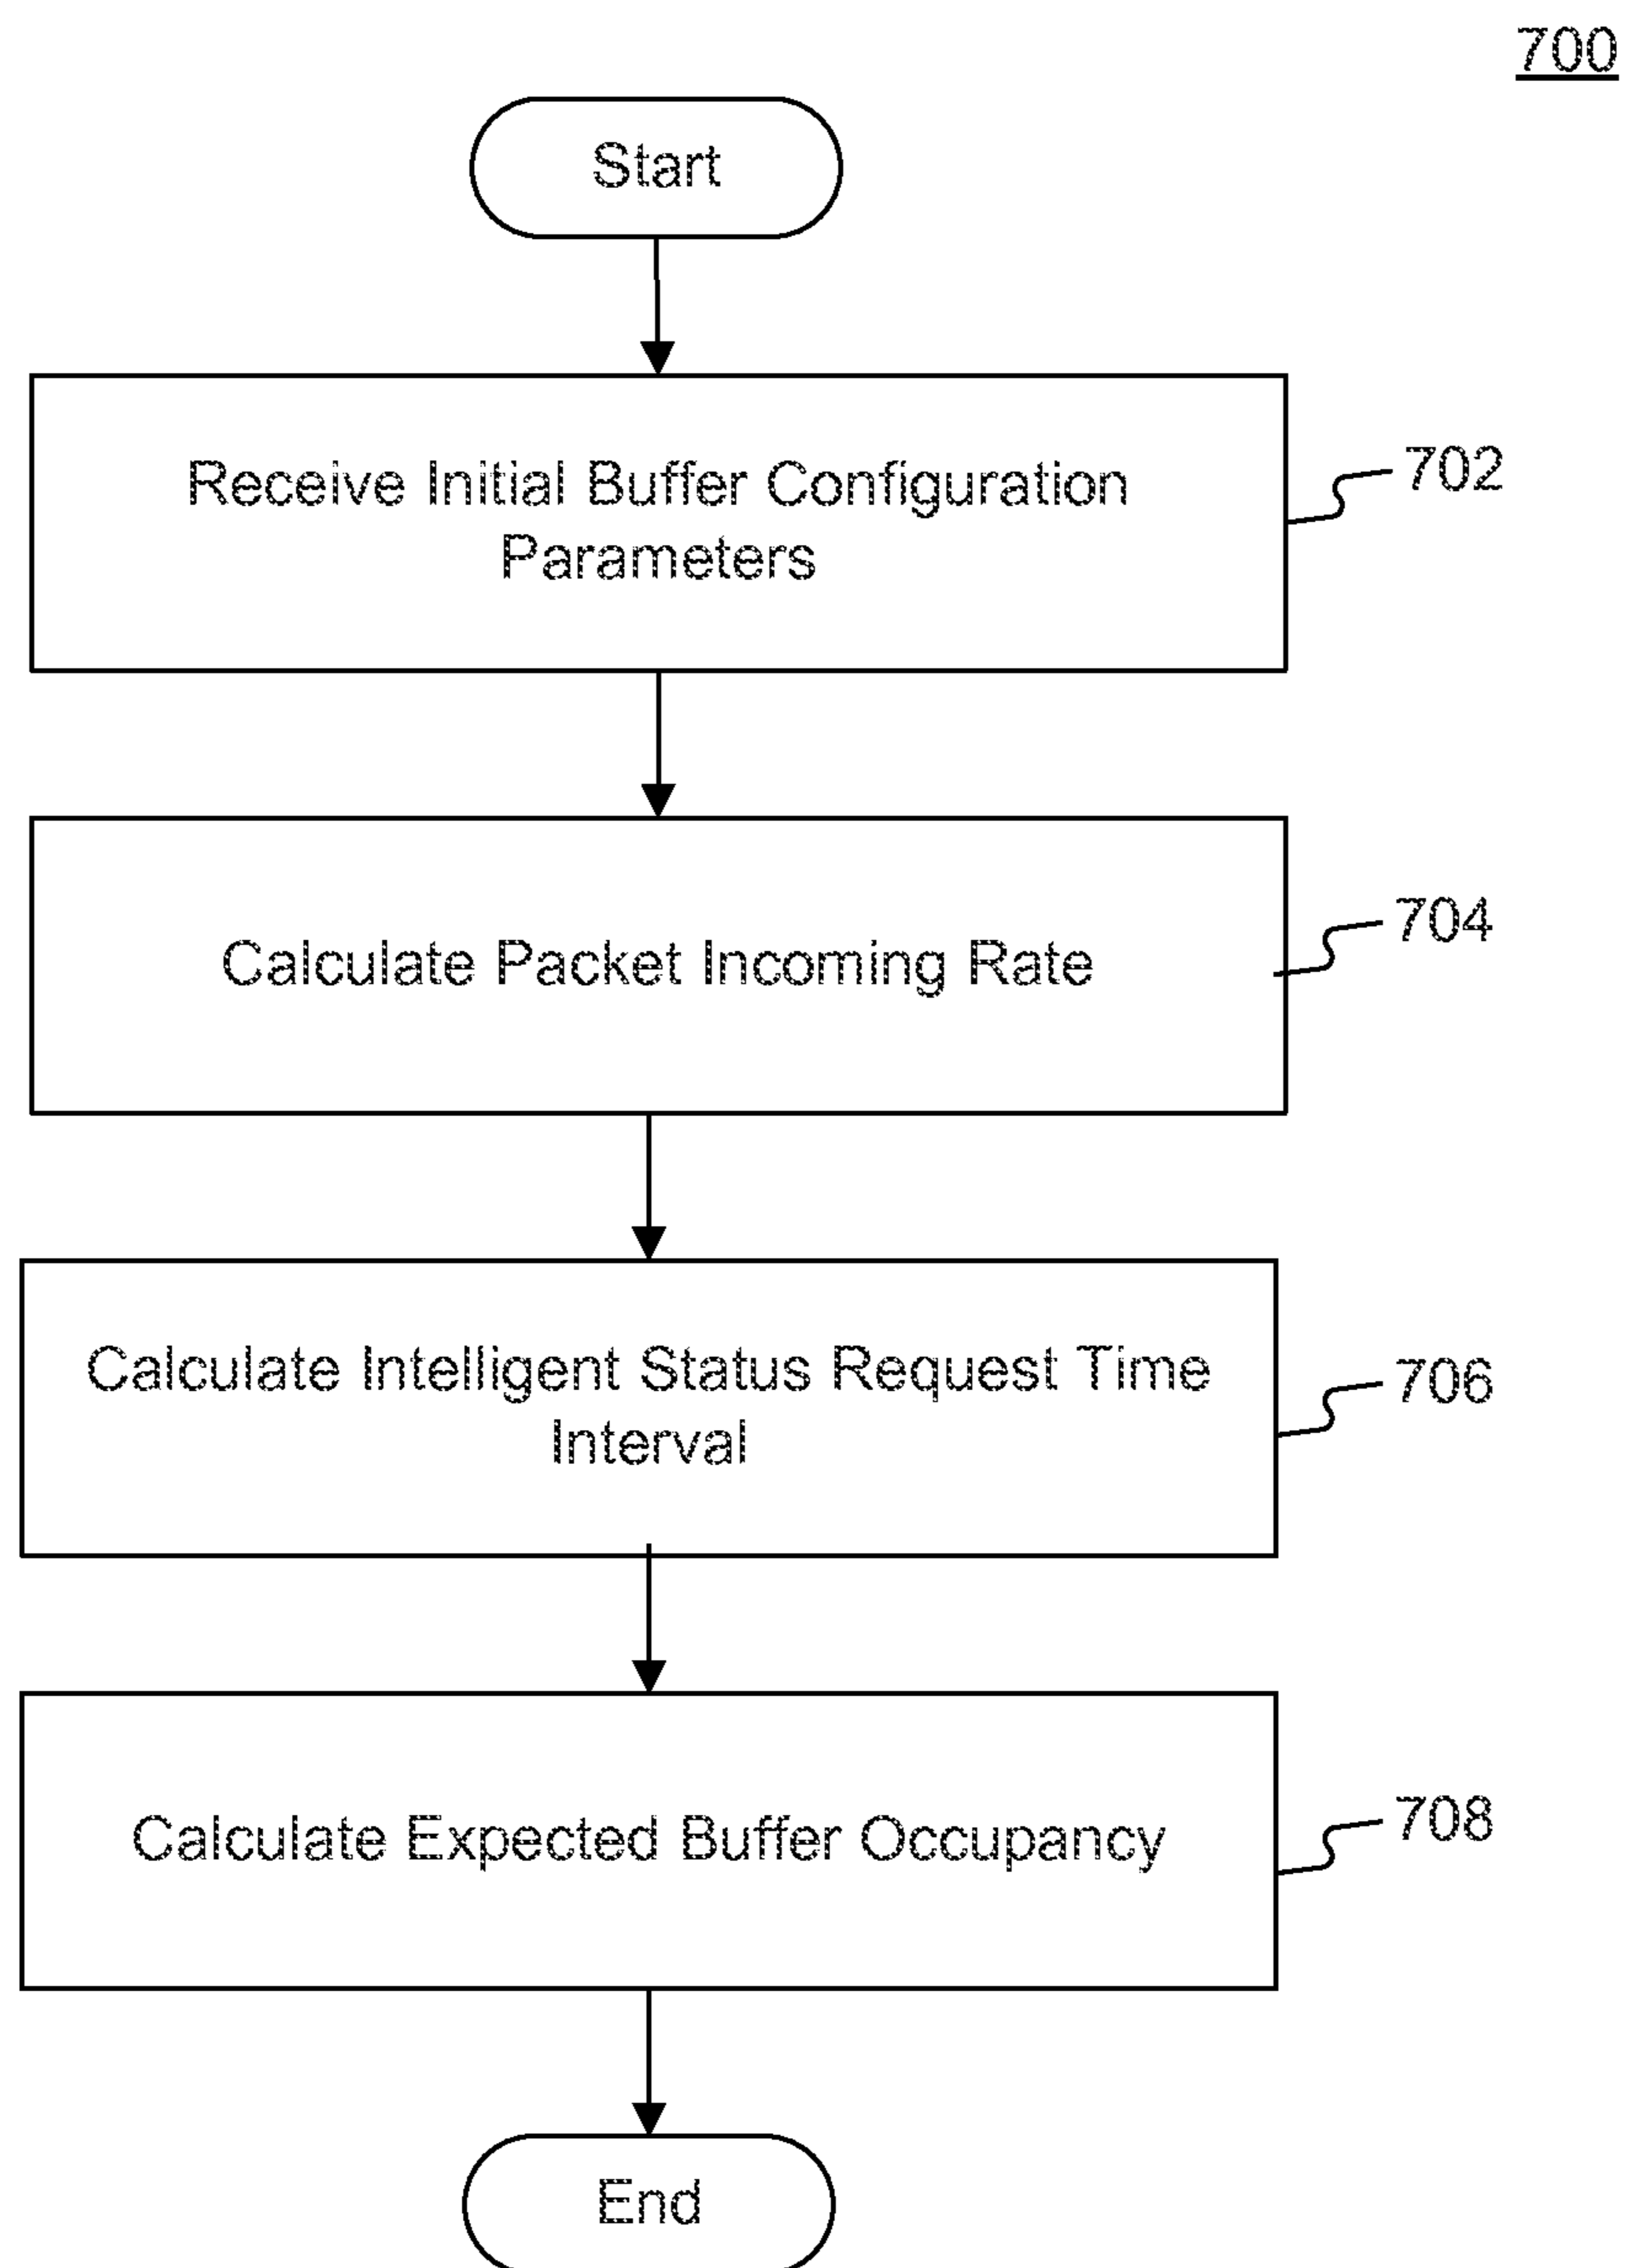 700
Start
Receive Initial Buffer Configuration
Parameters
702
Calculate Packet Incoming Rate
704
Calculate Intelligent Status Request Time
Interval
706
Calculate Expected Buffer Occupancy
708
End